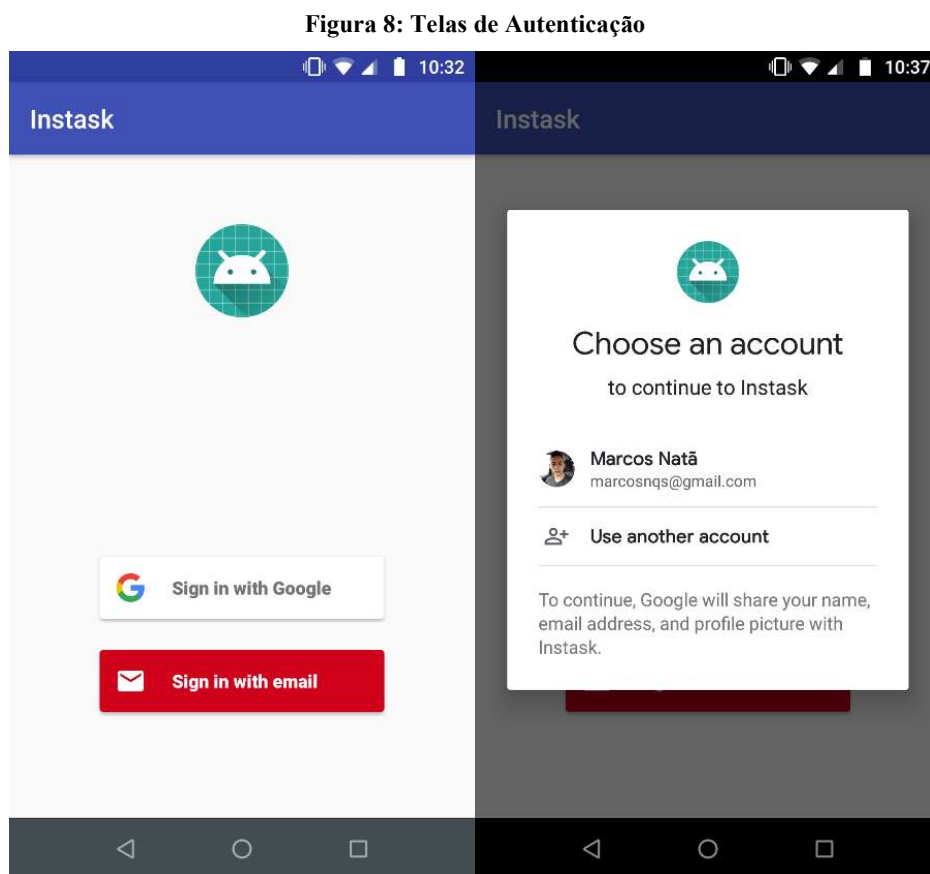 Figura 8: Telas de Autenticação
10:32
Instask
Sign in with Google
Sign in with email
10:37
Instask
Choose an account
to continue to Instask
Marcos Natã
marcosnqs@gmail.com
Use another account
To continue, Google will share your name,
email address, and profile picture with
Instask.